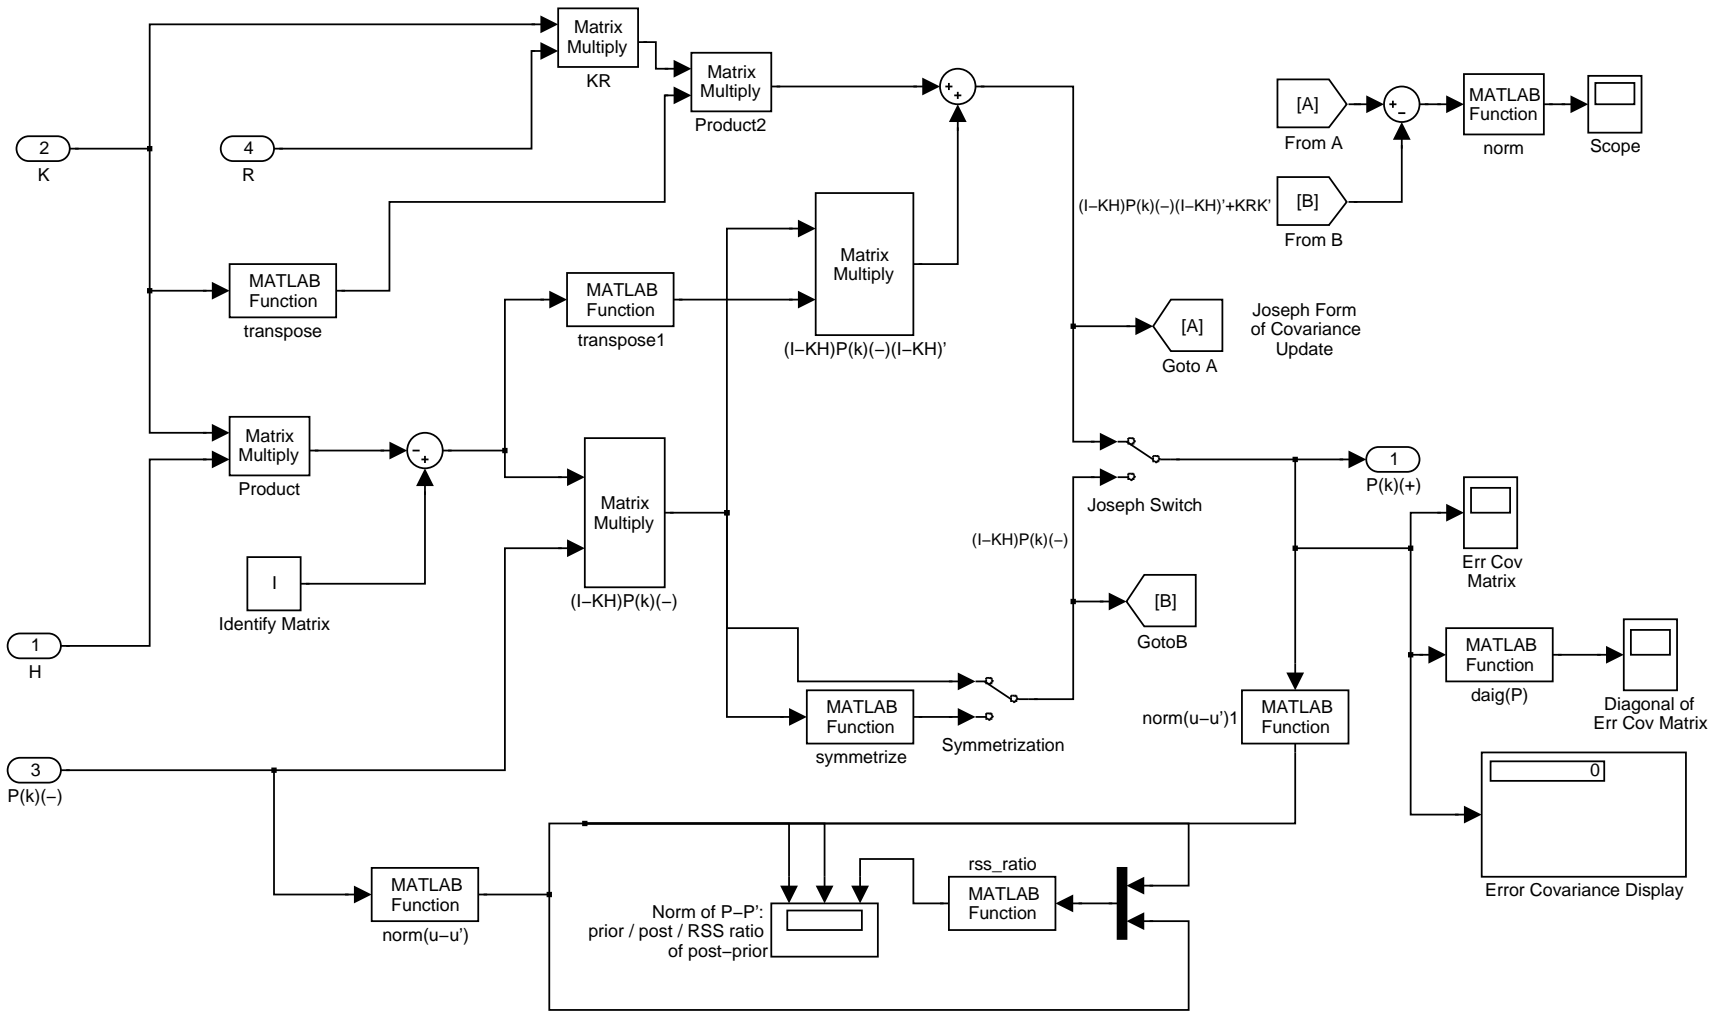 Matrix
Multiply
KR
Matrix
Multiply
Product2
+
+
[A]
From A
+
−
MATLAB
Function
norm
Scope
2
K
4
R
(I−KH)P(k)(−)(I−KH)'+KRK'
[B]
From B
MATLAB
Function
transpose
MATLAB
Function
transpose1
Matrix
Multiply
(I−KH)P(k)(−)(I−KH)'
[A]
Goto A
Joseph Form
of Covariance
Update
Matrix
Multiply
Product
−
+
Matrix
Multiply
(I−KH)P(k)(−)
I
Identify Matrix
Joseph Switch
1
P(k)(+)
Err Cov
Matrix
(I−KH)P(k)(−)
[B]
GotoB
1
H
MATLAB
Function
symmetrize
Symmetrization
norm(u−u')1
MATLAB
Function
MATLAB
Function
daig(P)
Diagonal of
Err Cov Matrix
3
P(k)(−)
0
Error Covariance Display
MATLAB
Function
norm(u−u')
Norm of P−P':
prior / post / RSS ratio
of post−prior
rss_ratio
MATLAB
Function